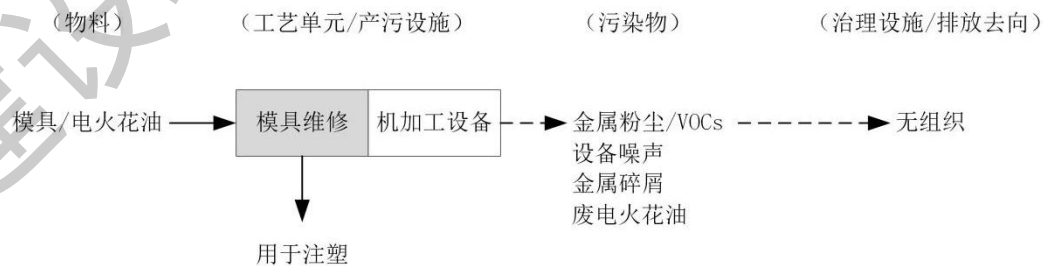 （物料） （工艺单元/产污设施） （污染物） （治理设施/排放去向）
模具/电火花油 模具维修 机加工设备 金属粉尘/VOCs 无组织
设备噪声
金属碎屑
废电火花油
用于注塑